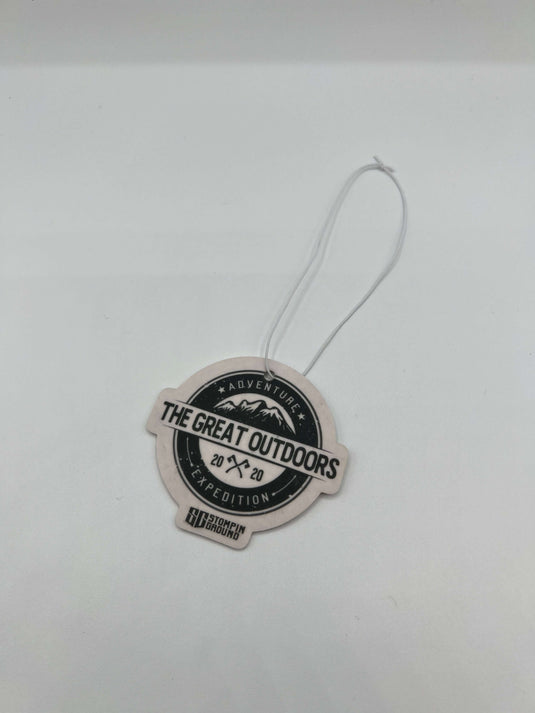 ADVENTURE
THE GREAT OUTDOORS
20 20
EXPEDITION
SG STOMPIN
GROUND